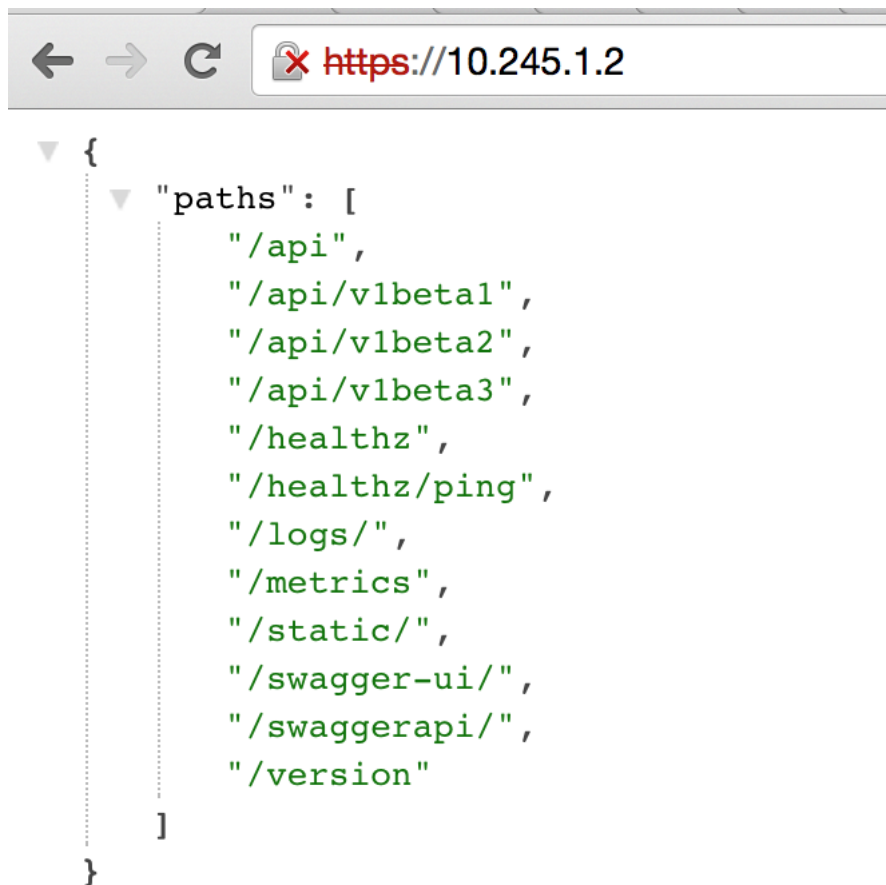 https://10.245.1.2
{
"paths": [
"/api",
"/api/v1beta1",
"/api/v1beta2",
"/api/v1beta3",
"/healthz",
"/healthz/ping",
"/logs/",
"/metrics",
"/static/",
"/swagger-ui/",
"/swaggerapi/",
"/version"
]
}